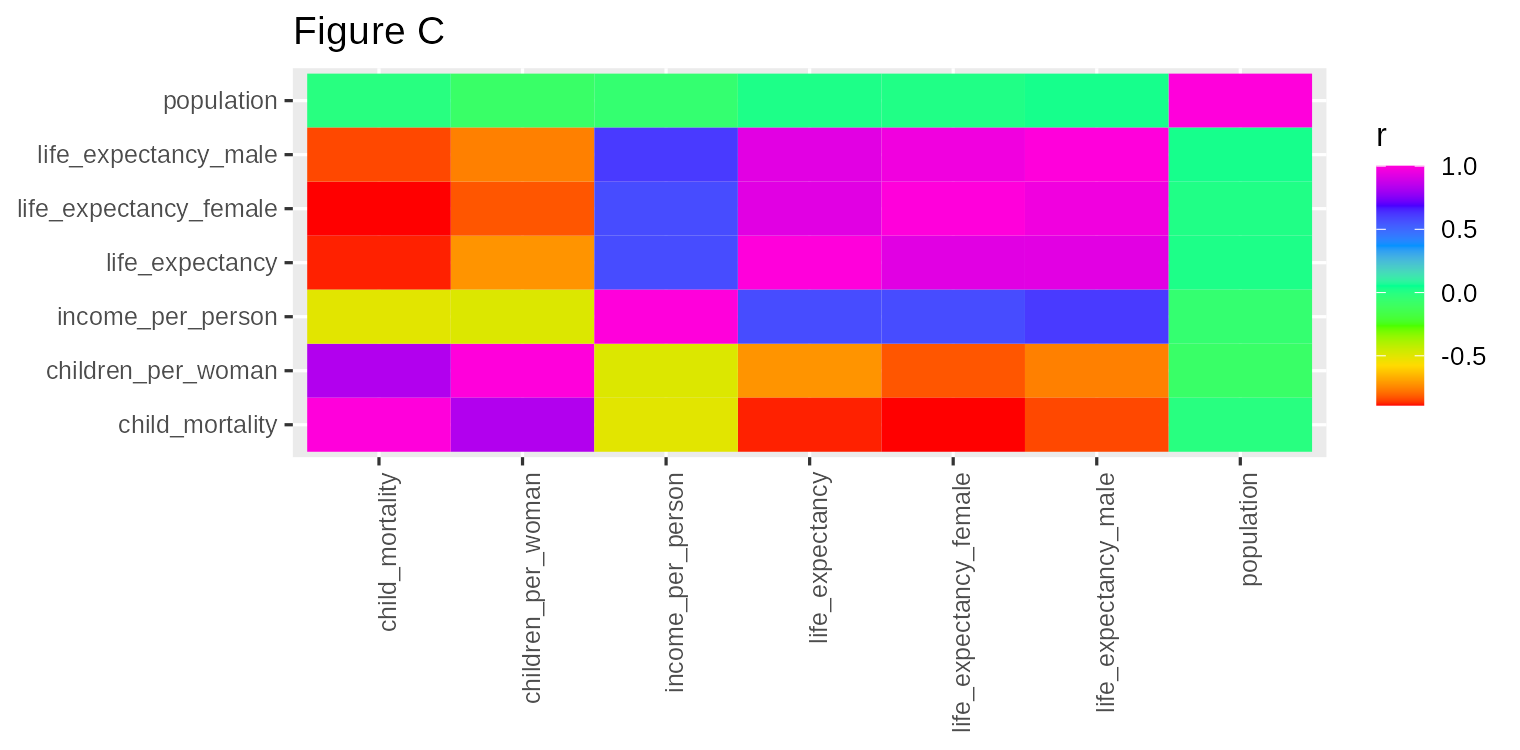 Figure C
population
life_expectancy_male
life_expectancy_female
life_expectancy
income_per_person
children_per_woman
child_mortality
child_mortality
children_per_woman
income_per_person
life_expectancy
life_expectancy_female
life_expectancy_male
population
r
1.0
0.5
0.0
-0.5